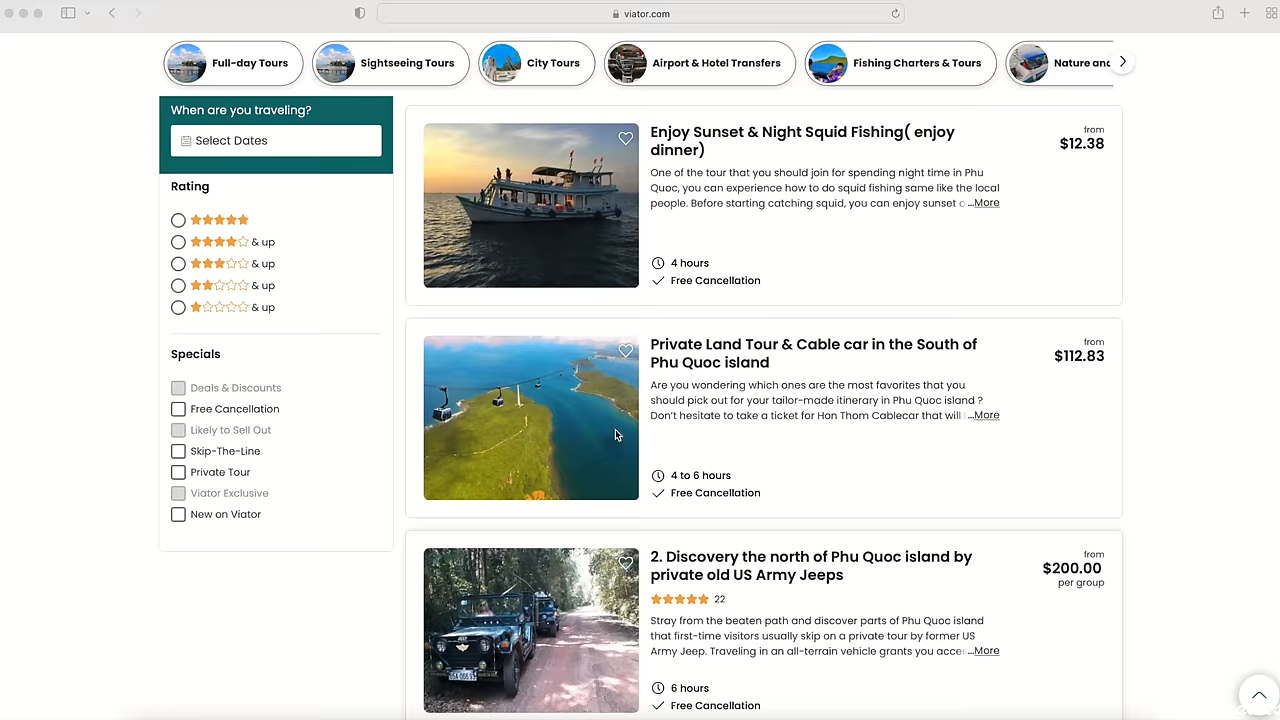 viator.com
Full-day Tours
Sightseeing Tours
City Tours
Airport & Hotel Transfers
Fishing Charters & Tours
Nature and
When are you traveling?
Select Dates
Rating
& up
& up
& up
& up
Specials
Deals & Discounts
Free Cancellation
Likely to Sell Out
Skip-The-Line
Private Tour
Viator Exclusive
New on Viator
Enjoy Sunset & Night Squid Fishing( enjoy
dinner)
from
$12.38
One of the tour that you should join for spending night time in Phu
Quoc, you can experience how to do squid fishing same like the local
people. Before starting catching squid, you can enjoy sunset o ...More
4 hours
Free Cancellation
Private Land Tour & Cable car in the South of
Phu Quoc island
from
$112.83
Are you wondering which ones are the most favorites that you
should pick out for your tailor-made itinerary in Phu Quoc island ?
Don't hesitate to take a ticket for Hon Thom Cablecar that will ...More
4 to 6 hours
Free Cancellation
2. Discovery the north of Phu Quoc island by
private old US Army Jeeps
from
$200.00
per group
22
Stray from the beaten path and discover parts of Phu Quoc island
that first-time visitors usually skip on a private tour by former US
Army Jeep. Traveling in an all-terrain vehicle grants you acces ...More
6 hours
Free Cancellation